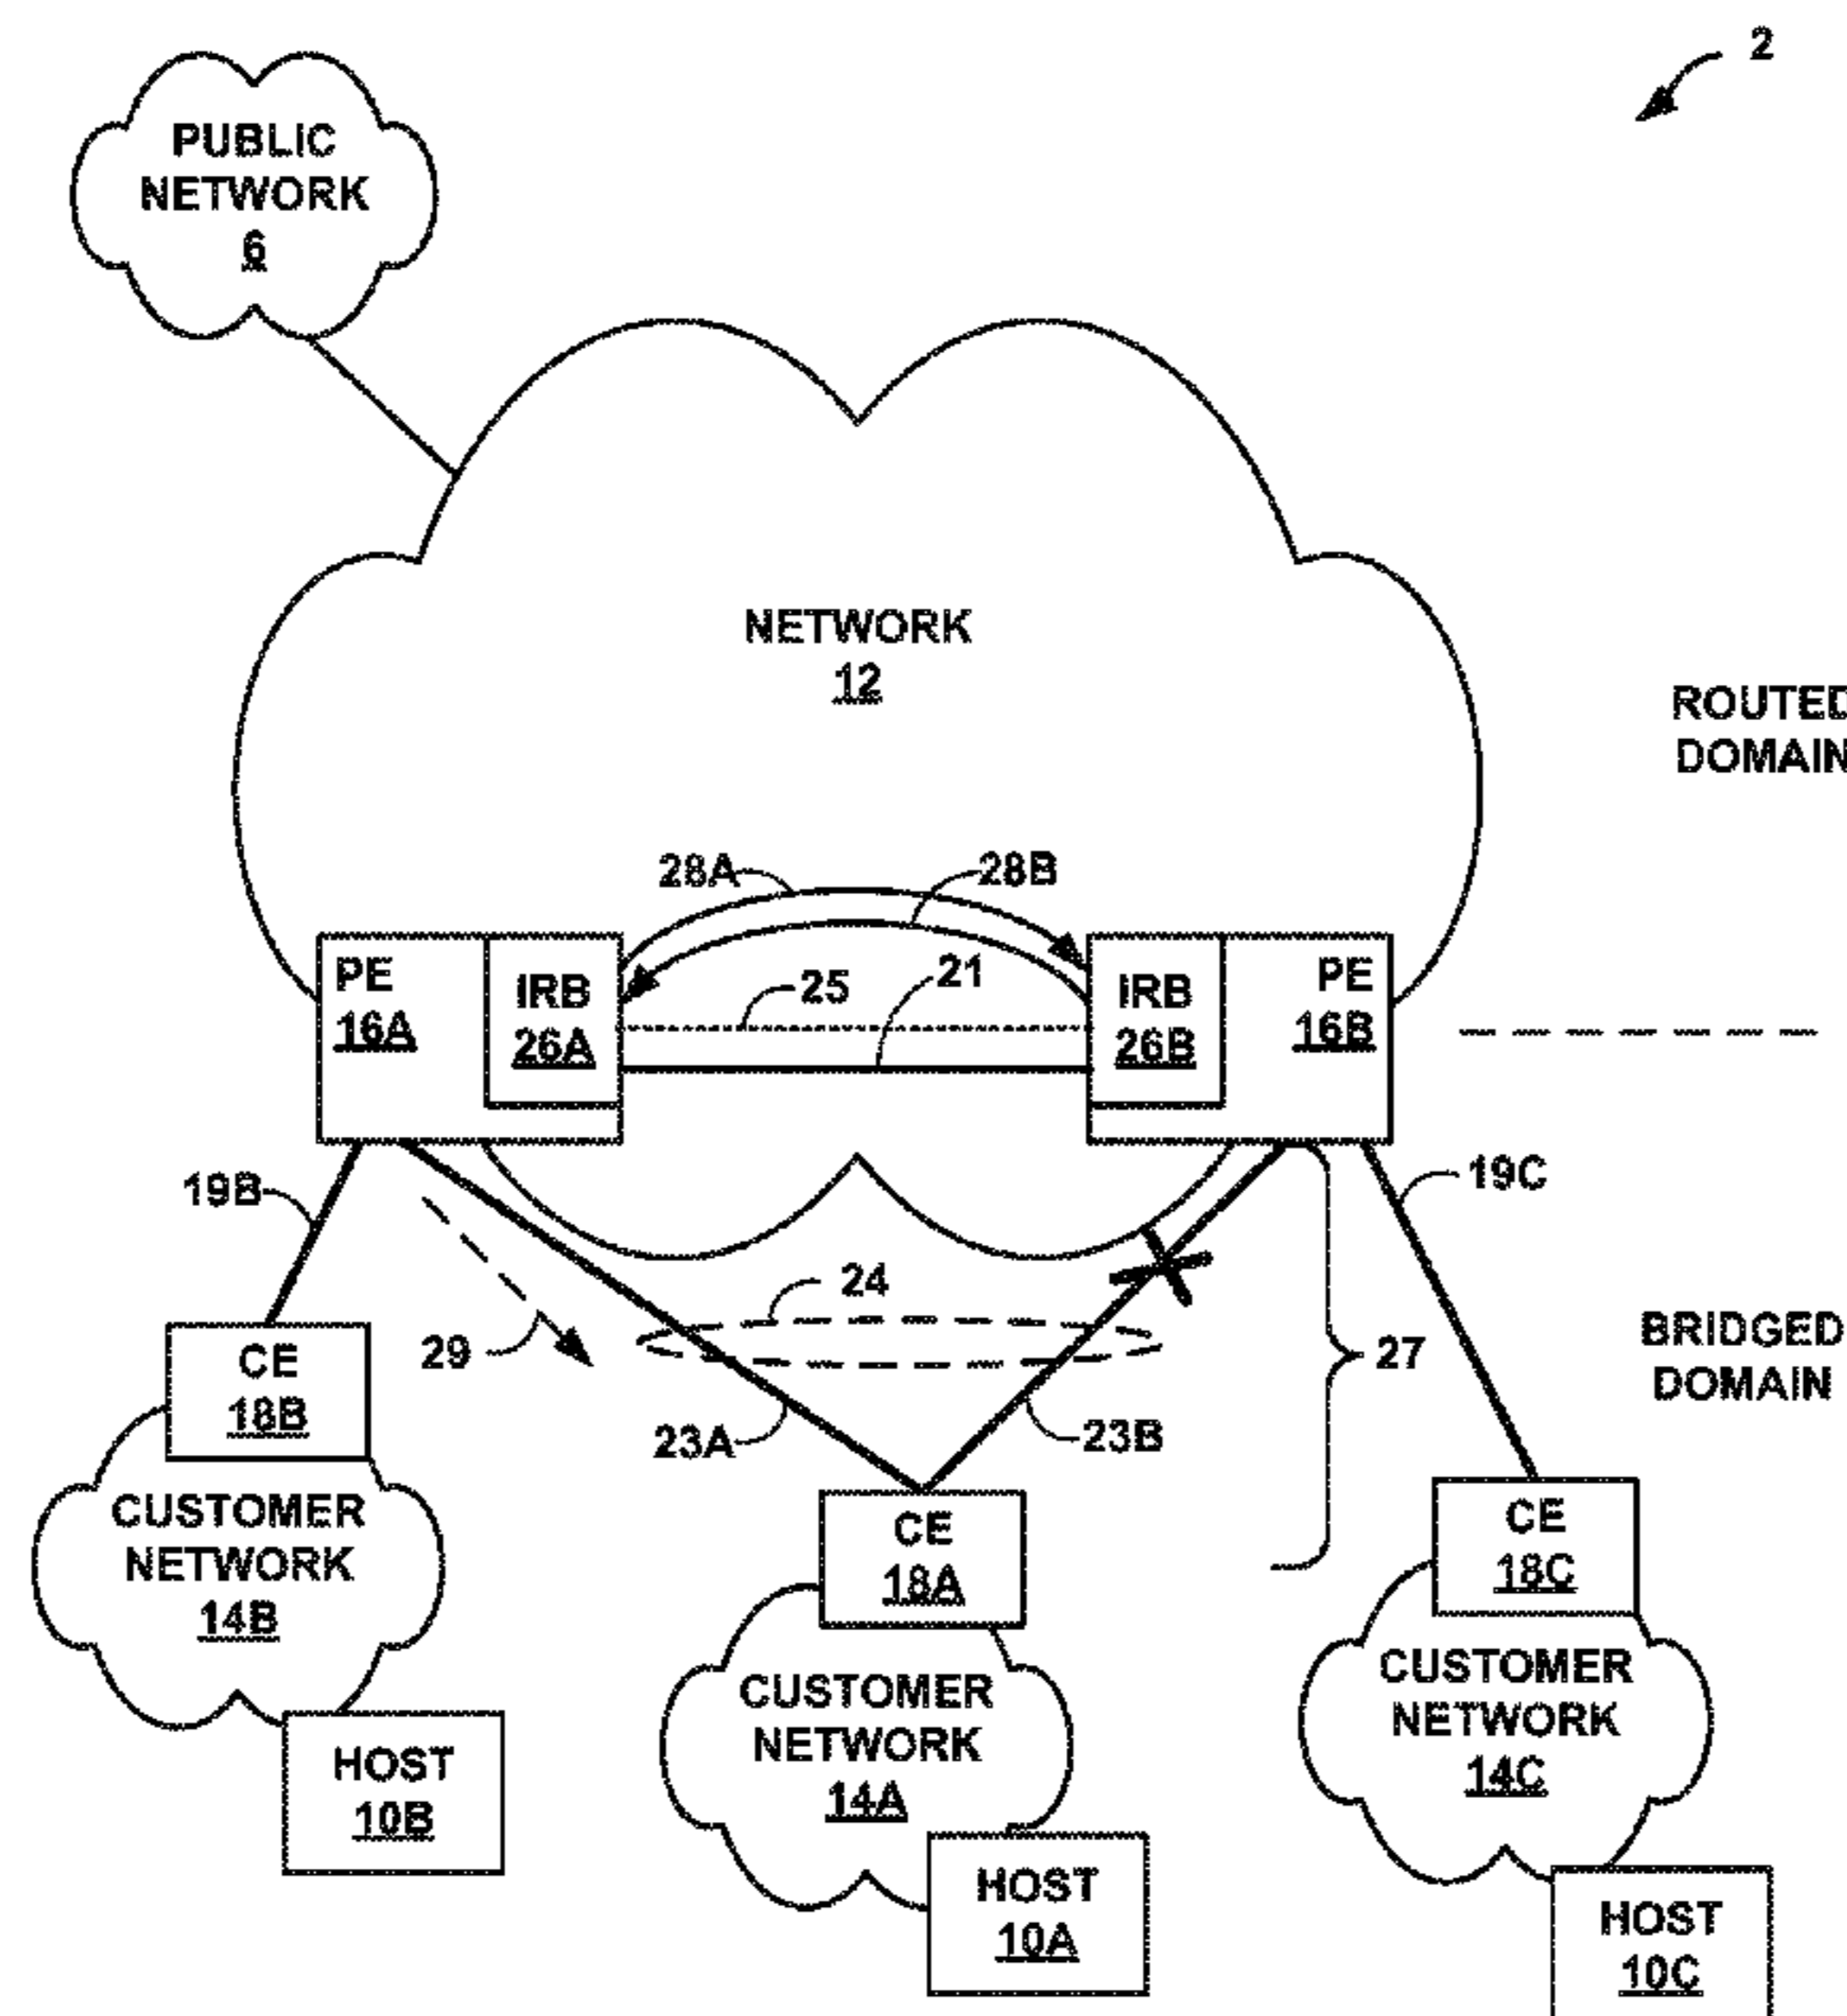 2
PUBLIC
NETWORK
6
NETWORK
12
ROUTED
DOMAIN
28A
28B
PE
16A
IRB
26A
25
21
IRB
26B
PE
16B
19B
19C
24
29
27
BRIDGED
DOMAIN
23A
23B
CE
18B
CUSTOMER
NETWORK
14B
HOST
10B
CE
18A
CUSTOMER
NETWORK
14A
HOST
10A
CE
18C
CUSTOMER
NETWORK
14C
HOST
10C